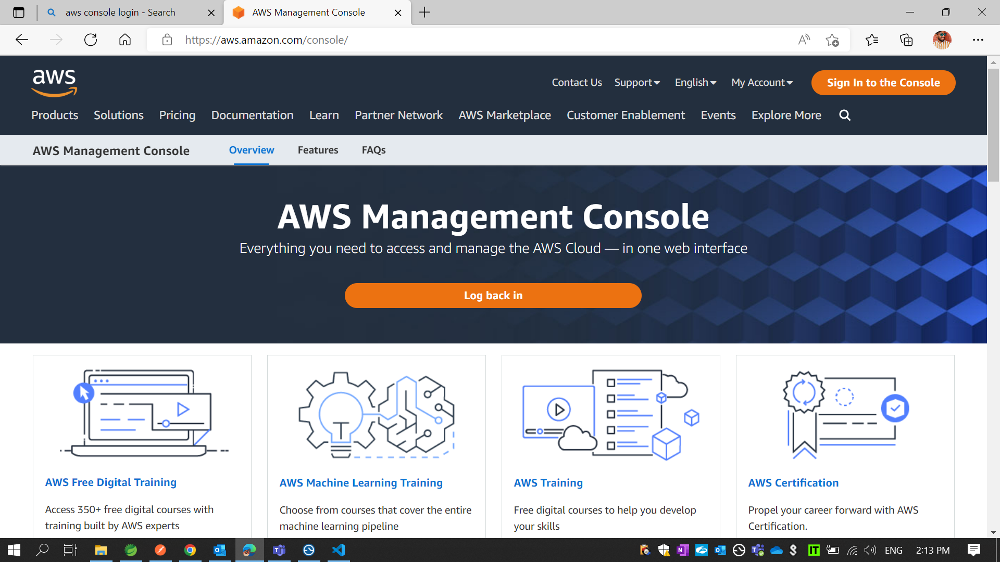 aws console login - Search
AWS Management Console
https://aws.amazon.com/console/
aws
Contact Us Support English My Account Sign In to the Console
Products Solutions Pricing Documentation Learn Partner Network AWS Marketplace Customer Enablement Events Explore More
AWS Management Console Overview Features FAQs
AWS Management Console
Everything you need to access and manage the AWS Cloud — in one web interface
Log back in
AWS Free Digital Training
Access 350+ free digital courses with
training built by AWS experts
AWS Machine Learning Training
Choose from courses that cover the entire
machine learning pipeline
AWS Training
Free digital courses to help you develop
your skills
AWS Certification
Propel your career forward with AWS
Certification.
IT
ENG
2:13 PM